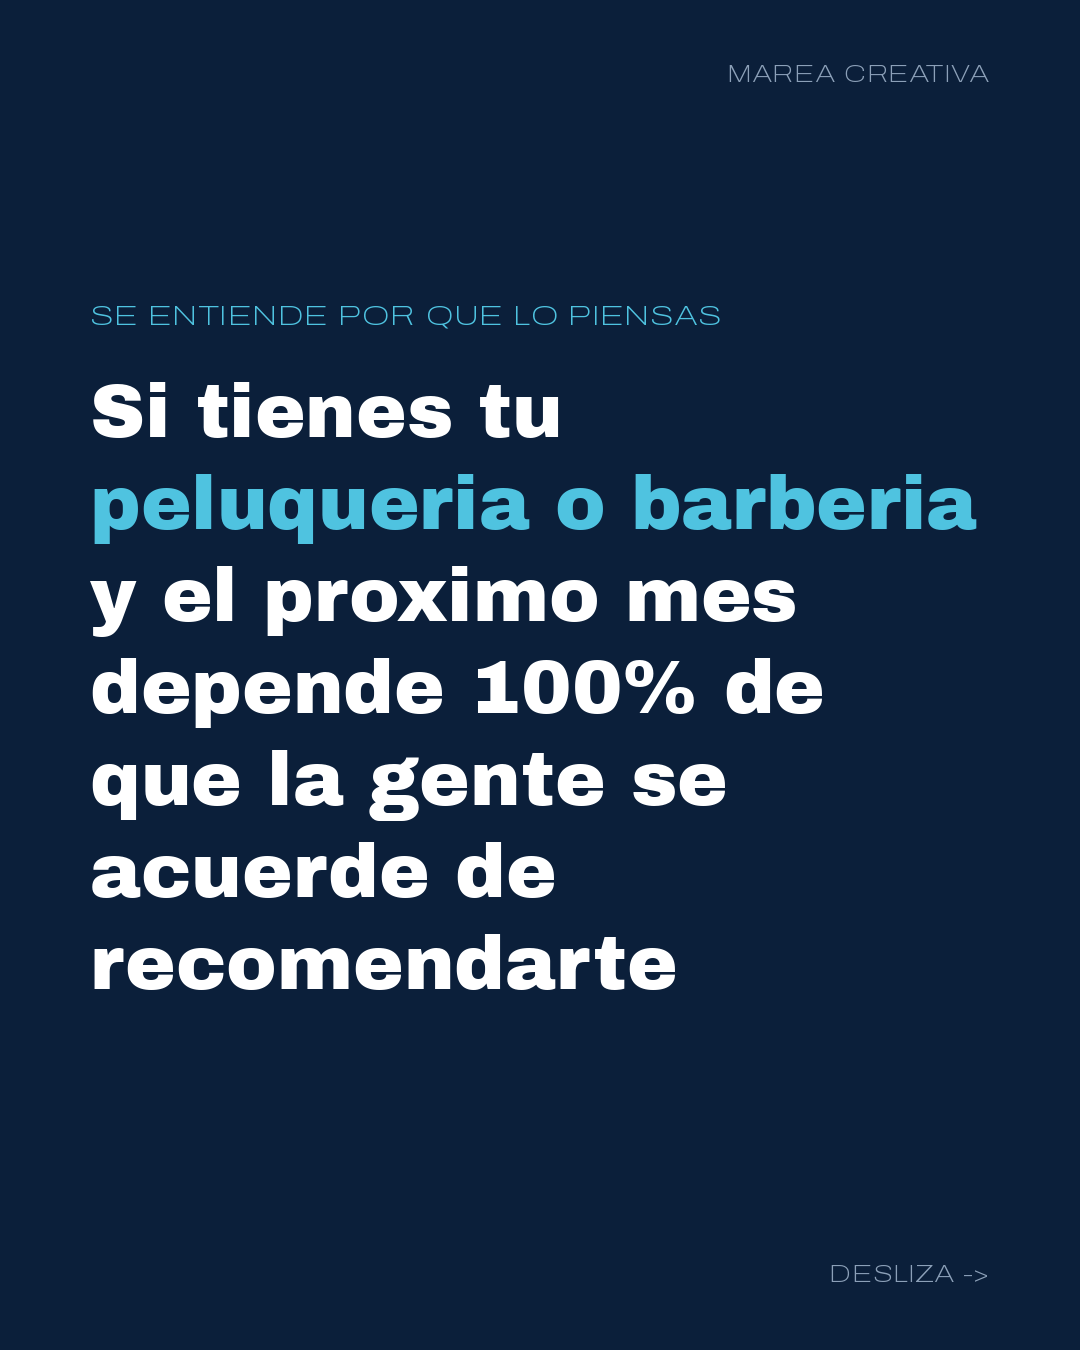 MAREA CREATIVA
SE ENTIENDE POR QUE LO PIENSAS
Si tienes tu
peluqueria o barberia
y el proximo mes
depende 100% de
que la gente se
acuerde de
recomendarte
DESLIZA ->